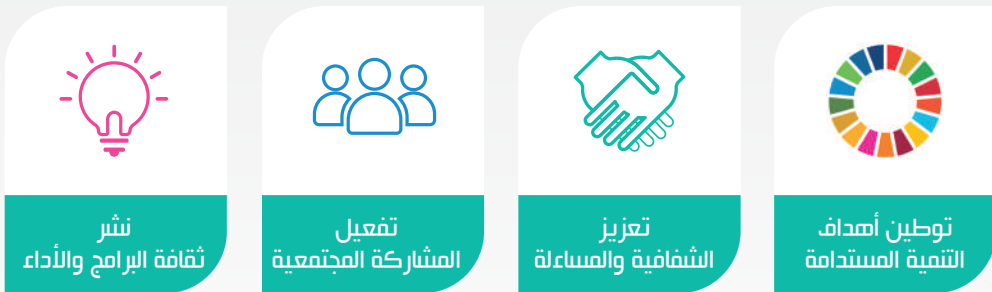 توطين أهداف
التنمية المستدامة
تعزيز
الشفافية والمساءلة
تفعيل
المشاركة المجتمعية
نشر
ثقافة البرامج والأداء